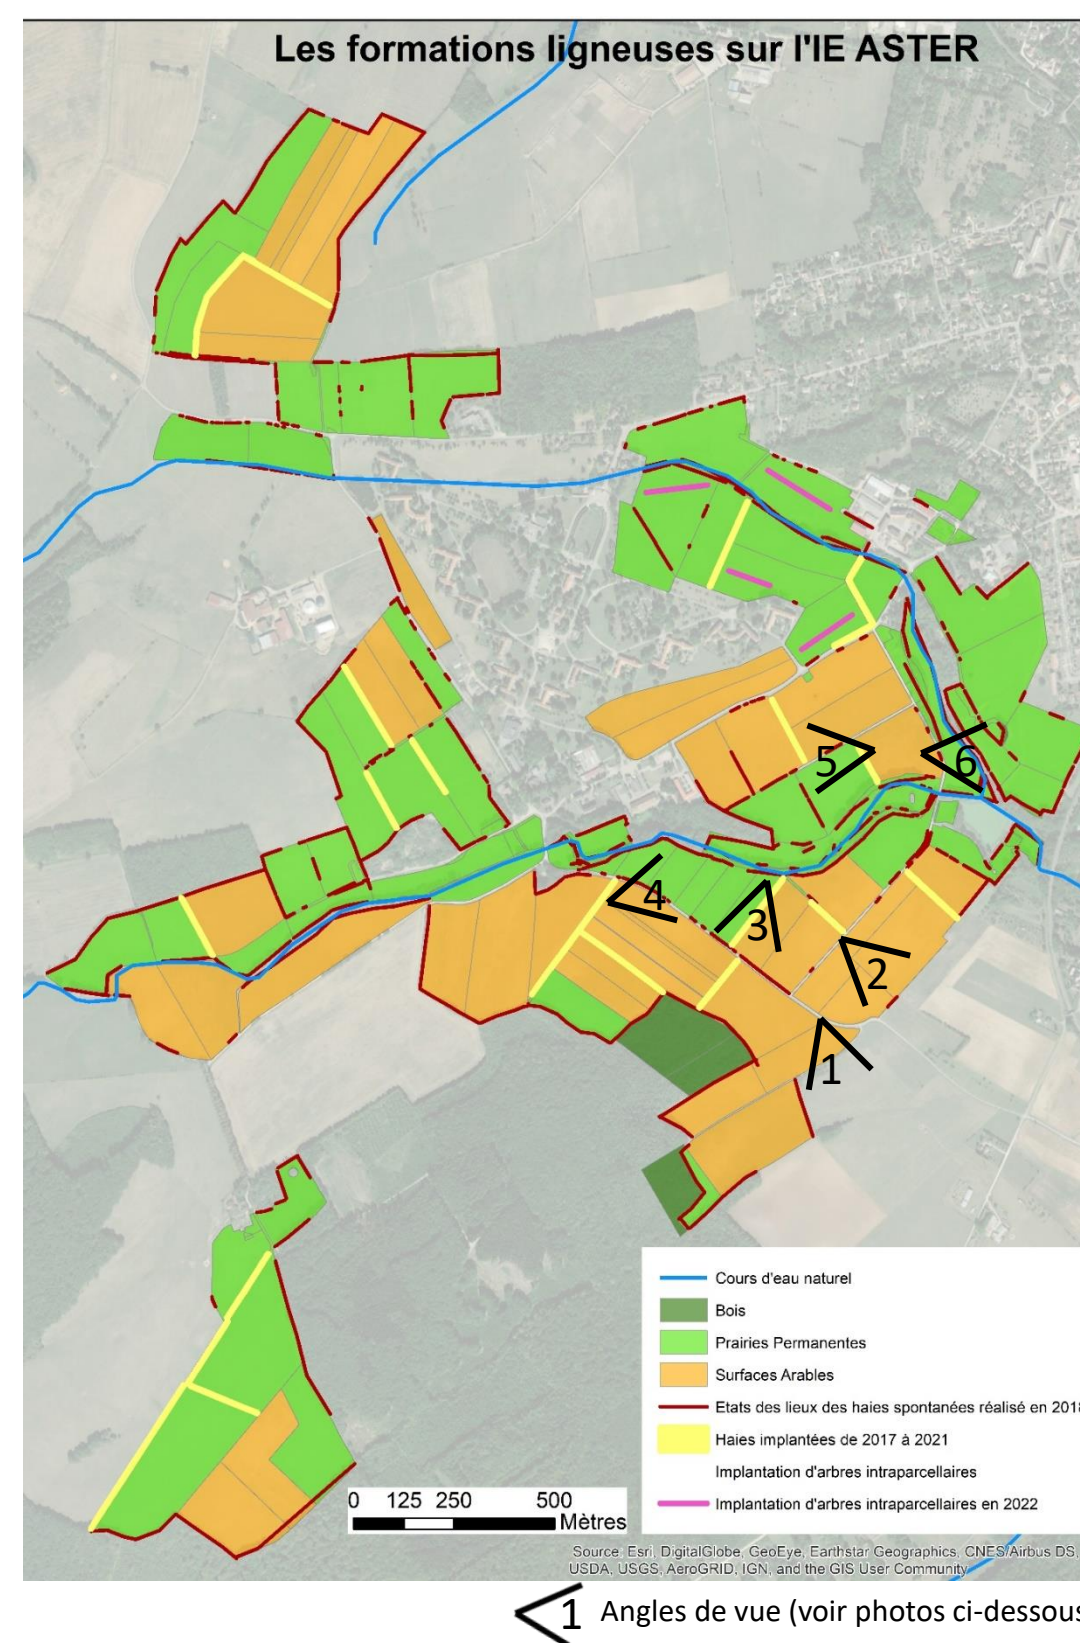 Les formations ligneuses sur l'IE ASTER
5
6
4
3
2
1
Cours d'eau naturel
Bois
Prairies Permanentes
Surfaces Arables
Etats des lieux des haies spontanées réalisé en 2018
Haies implantées de 2017 à 2021
Implantation d'arbres intraparcellaires
Implantation d'arbres intraparcellaires en 2022
0 125 250 500
Mètres
Source: Esri, DigitalGlobe, GeoEye, Earthstar Geographics, CNES/Airbus DS,
USDA, USGS, AeroGRID, IGN, and the GIS User Community
1 Angles de vue (voir photos ci-dessous